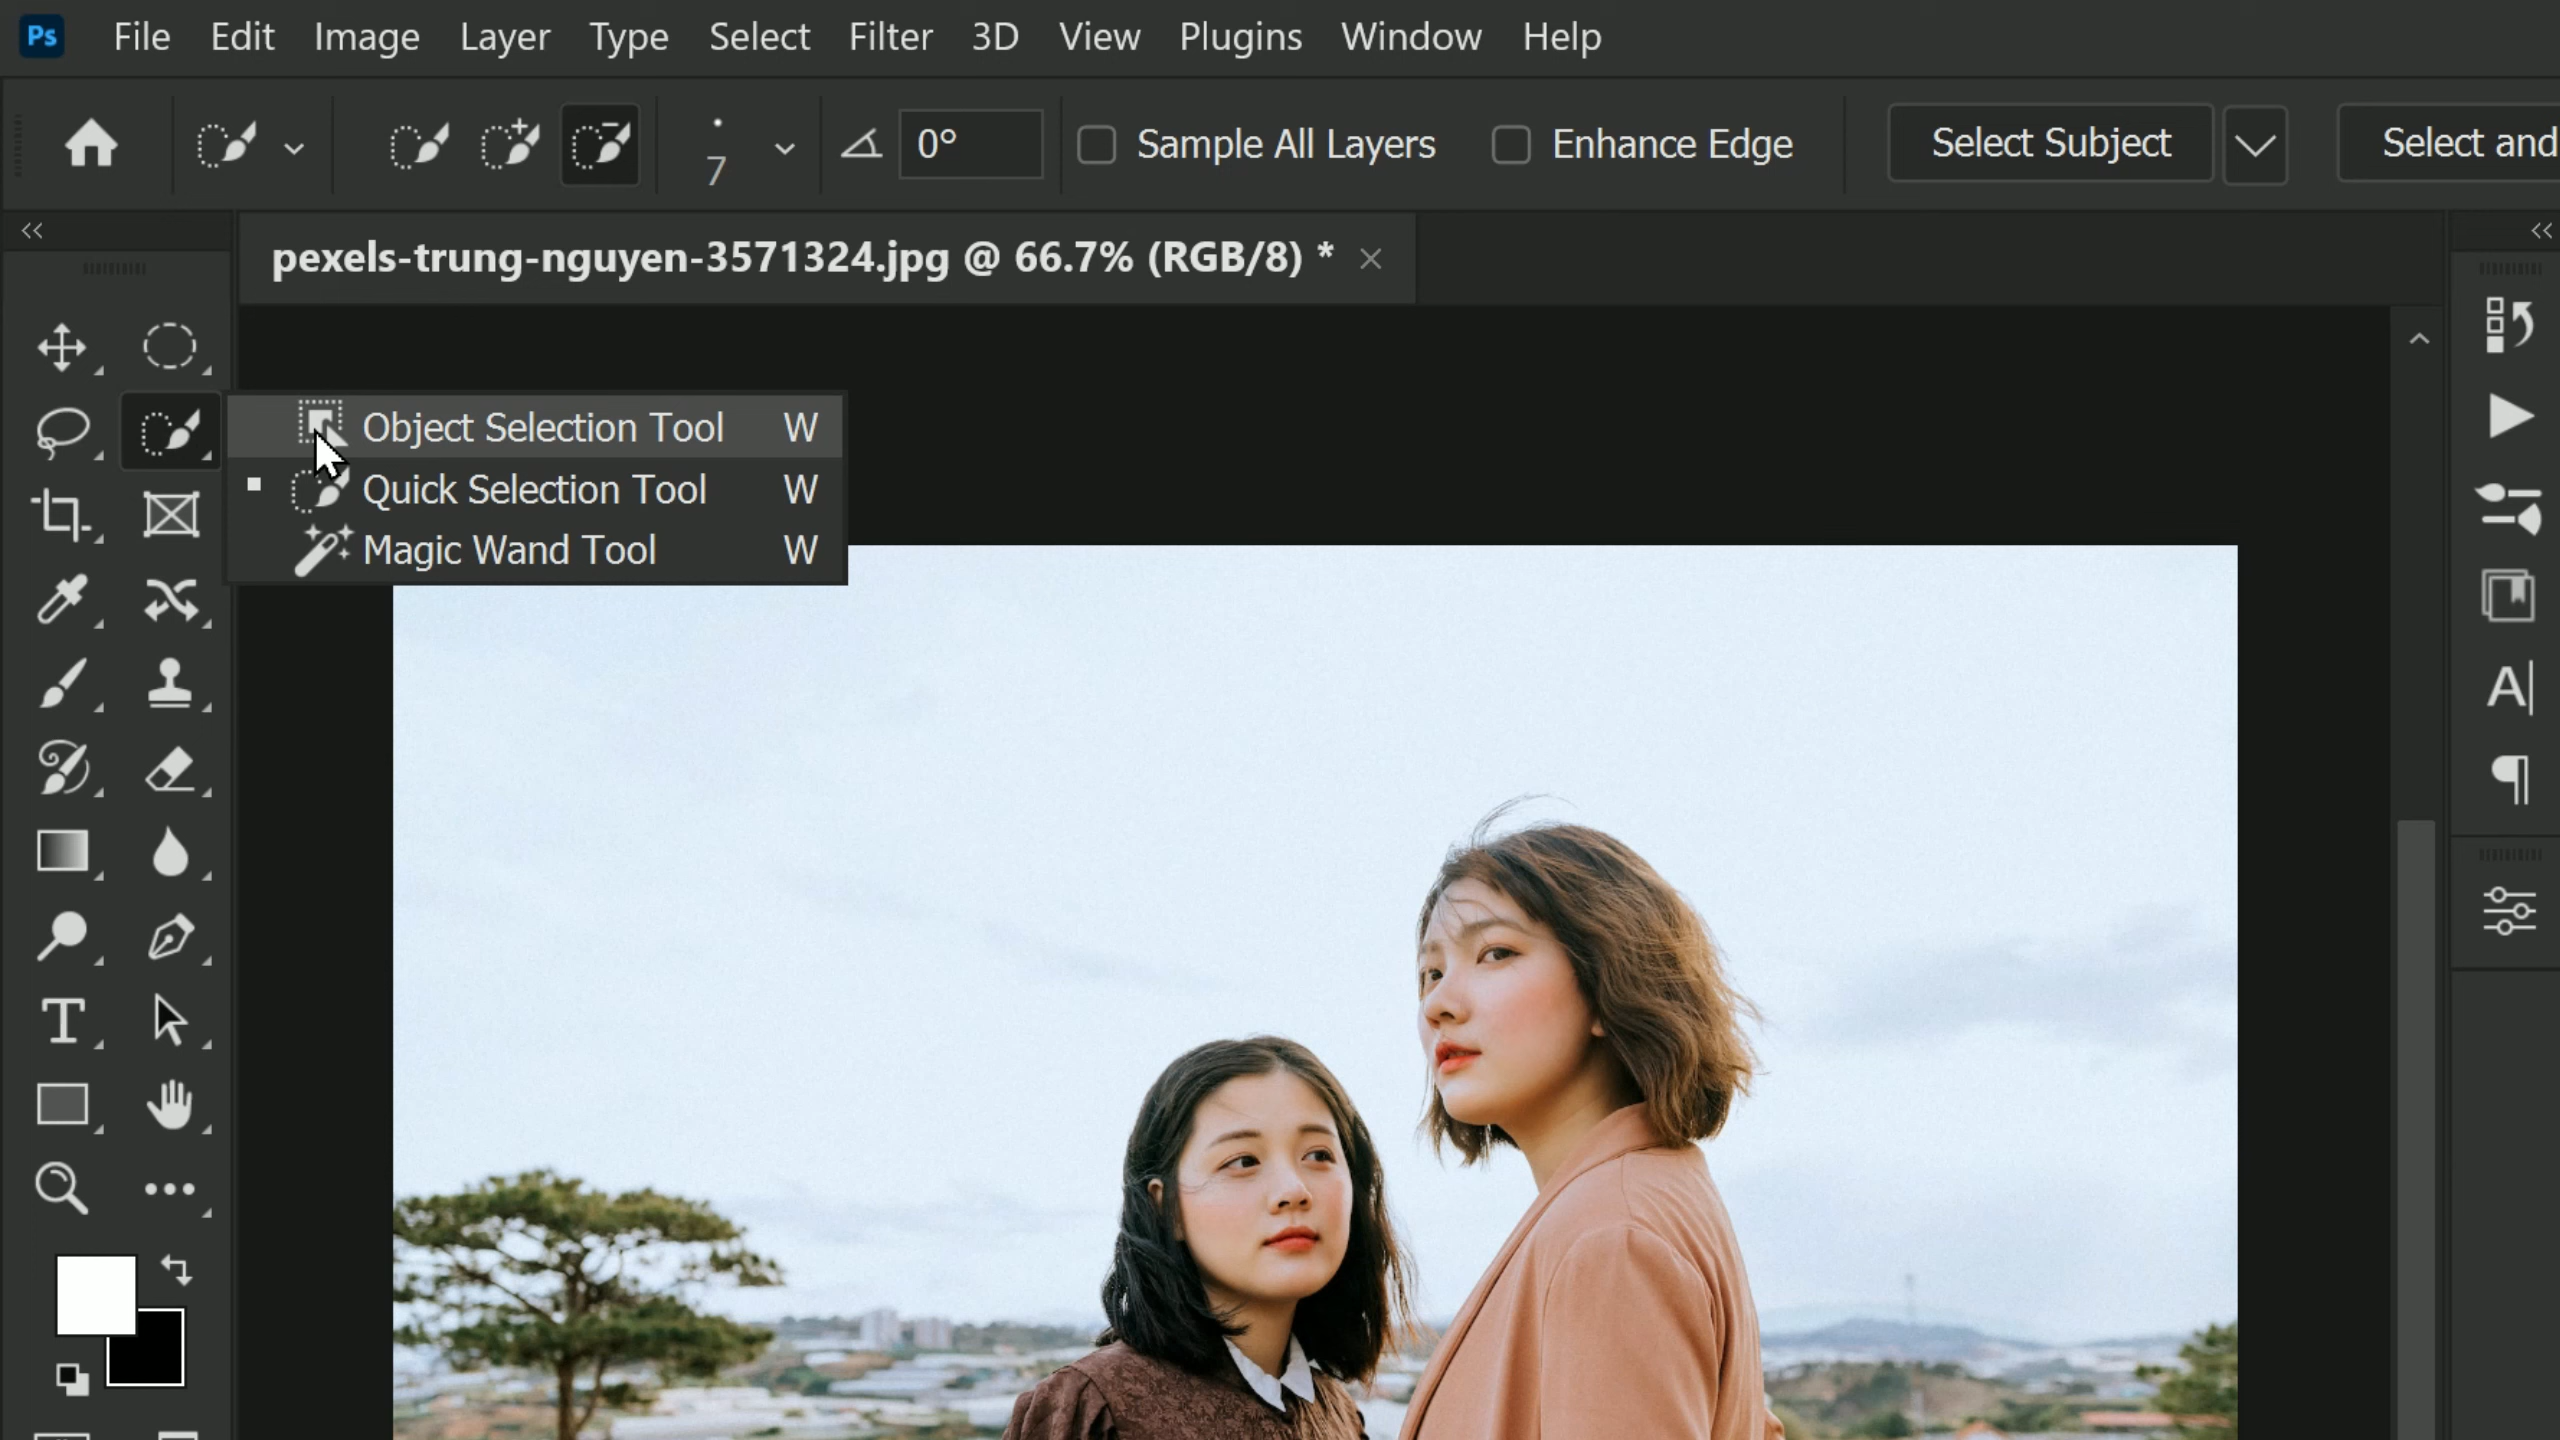 Ps File Edit Image Layer Type Select Filter 3D View Plugins Window Help
7 0° Sample All Layers Enhance Edge Select Subject Select and
pexels-trung-nguyen-3571324.jpg @ 66.7% (RGB/8) *
Object Selection Tool W
Quick Selection Tool W
Magic Wand Tool W